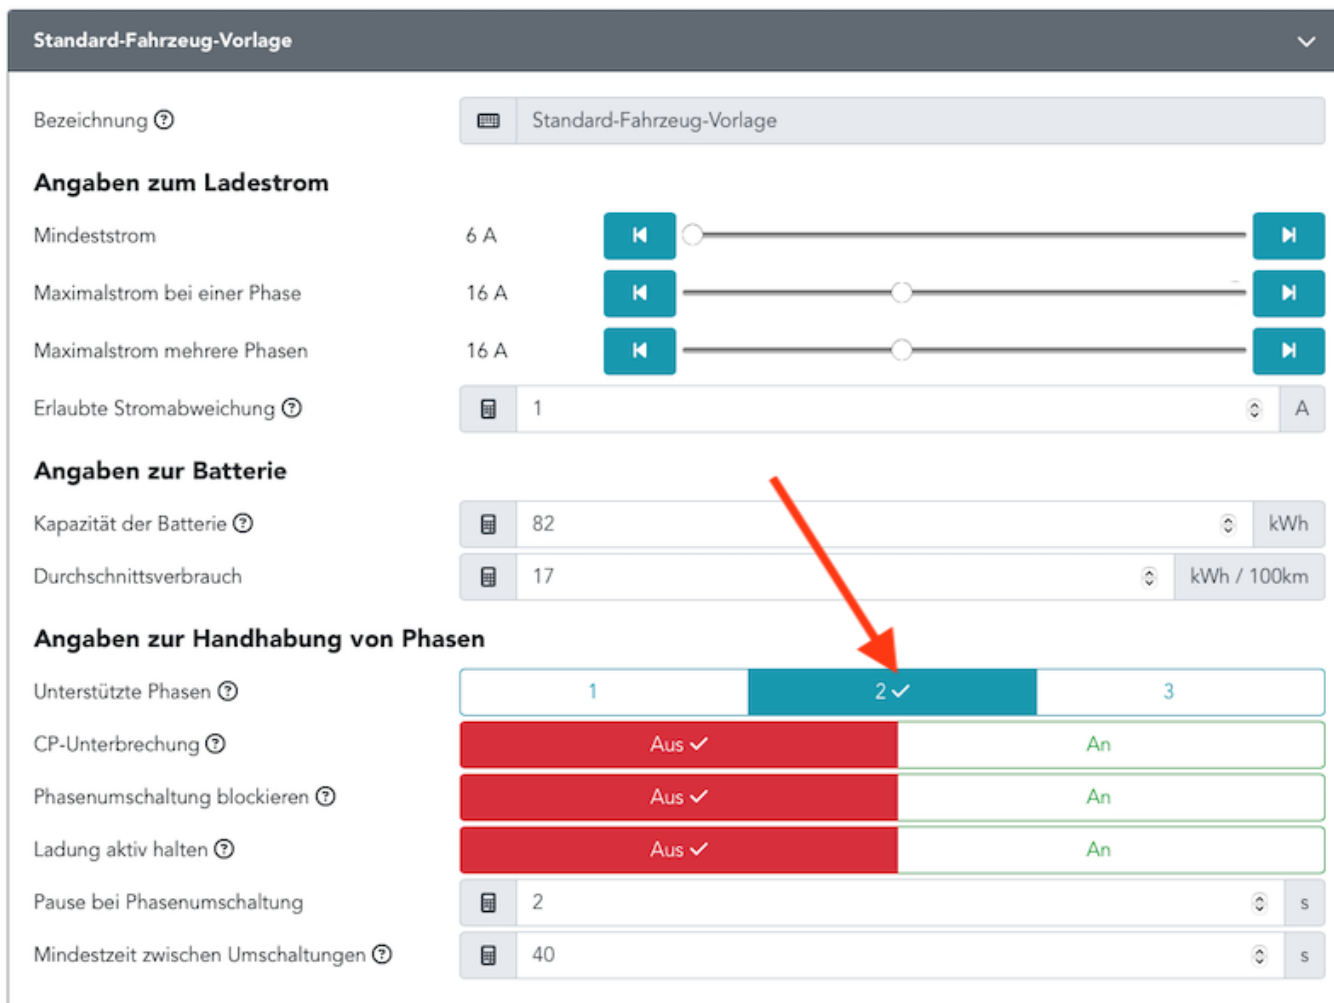 Standard-Fahrzeug-Vorlage
Bezeichnung ? Standard-Fahrzeug-Vorlage
Angaben zum Ladestrom
Mindeststrom 6 A
Maximalstrom bei einer Phase 16 A
Maximalstrom mehrere Phasen 16 A
Erlaubte Stromabweichung ? 1 A
Angaben zur Batterie
Kapazität der Batterie ? 82 kWh
Durchschnittsverbrauch 17 kWh / 100km
Angaben zur Handhabung von Phasen
Unterstützte Phasen ? 1 2 ✓ 3
CP-Unterbrechung ? Aus ✓ An
Phasenumschaltung blockieren ? Aus ✓ An
Ladung aktiv halten ? Aus ✓ An
Pause bei Phasenumschaltung 2 s
Mindestzeit zwischen Umschaltungen ? 40 s